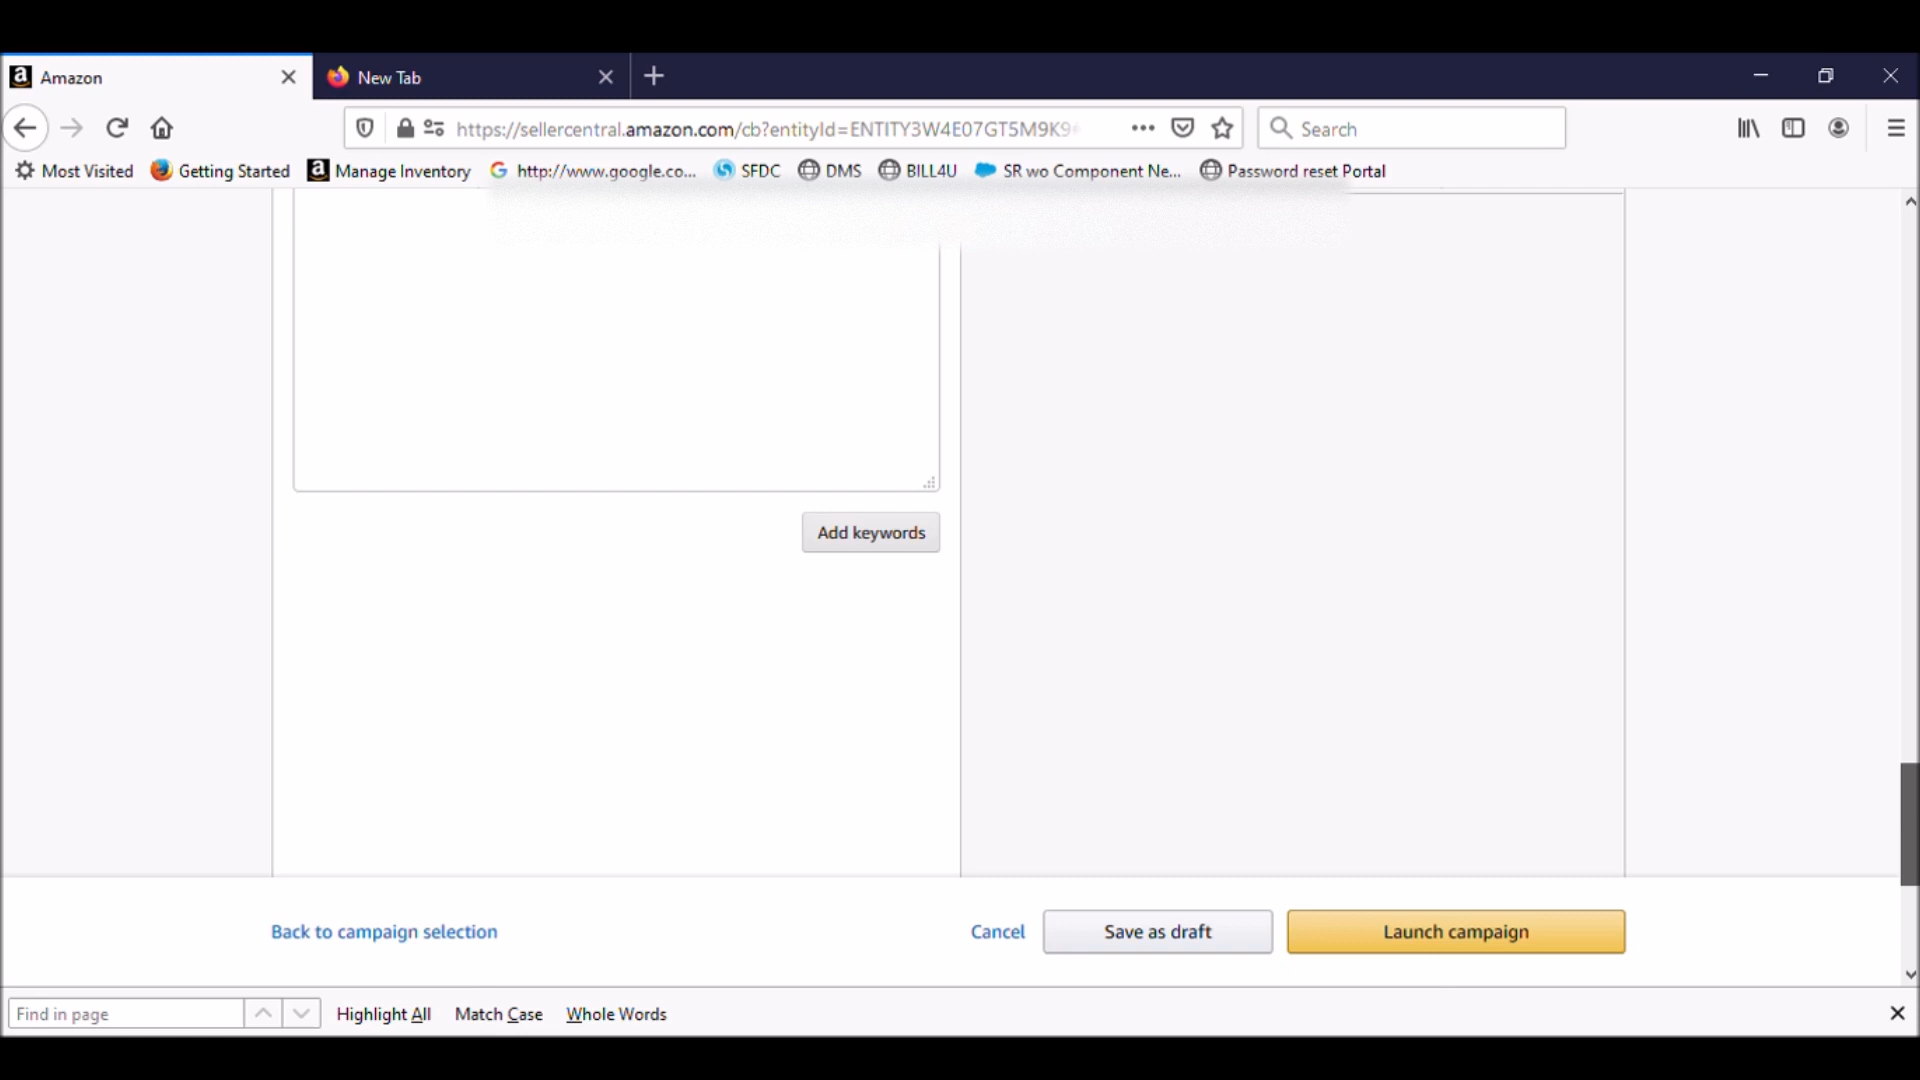 Amazon
New Tab
https://sellercentral.amazon.com/cb?entityId=ENTITY3W4E07GT5M9K9
Search
Most Visited
Getting Started
Manage Inventory
http://www.google.co...
SFDC
DMS
BILL4U
SR wo Component Ne...
Password reset Portal
Add keywords
Back to campaign selection
Cancel
Save as draft
Launch campaign
Find in page
Highlight All
Match Case
Whole Words